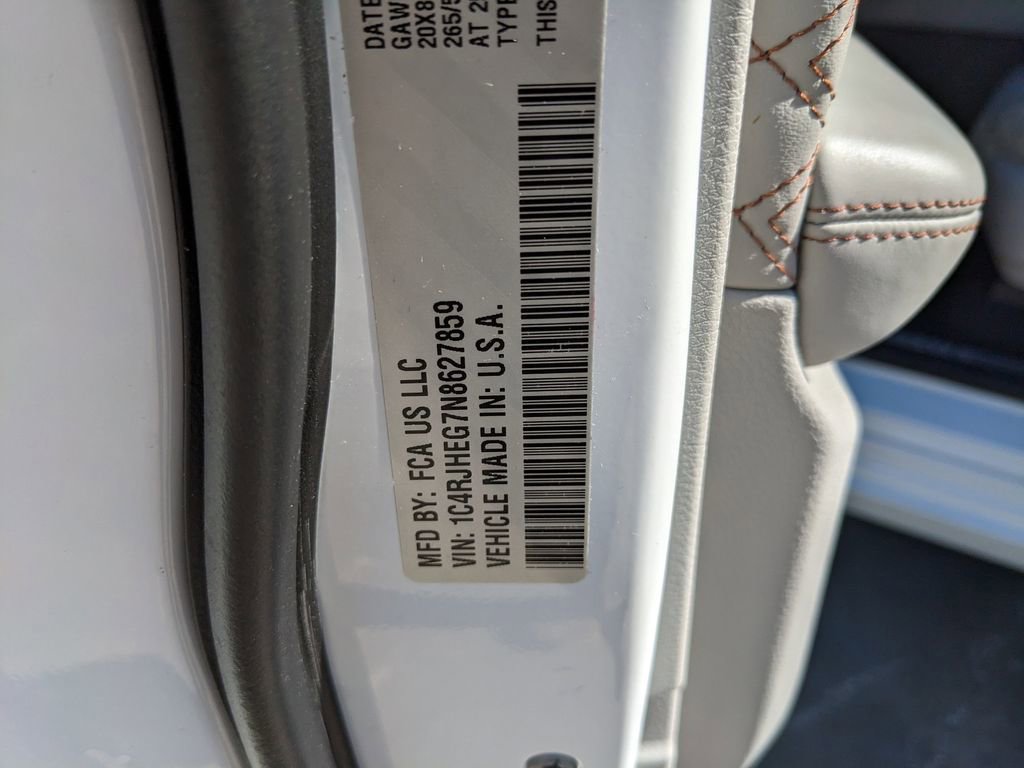 DATE
GAW
20X8
265/5
AT 2
TYPE
THIS
MFD BY: FCA US LLC
VIN: 1C4RJHEG7N8627859
VEHICLE MADE IN: U.S.A.